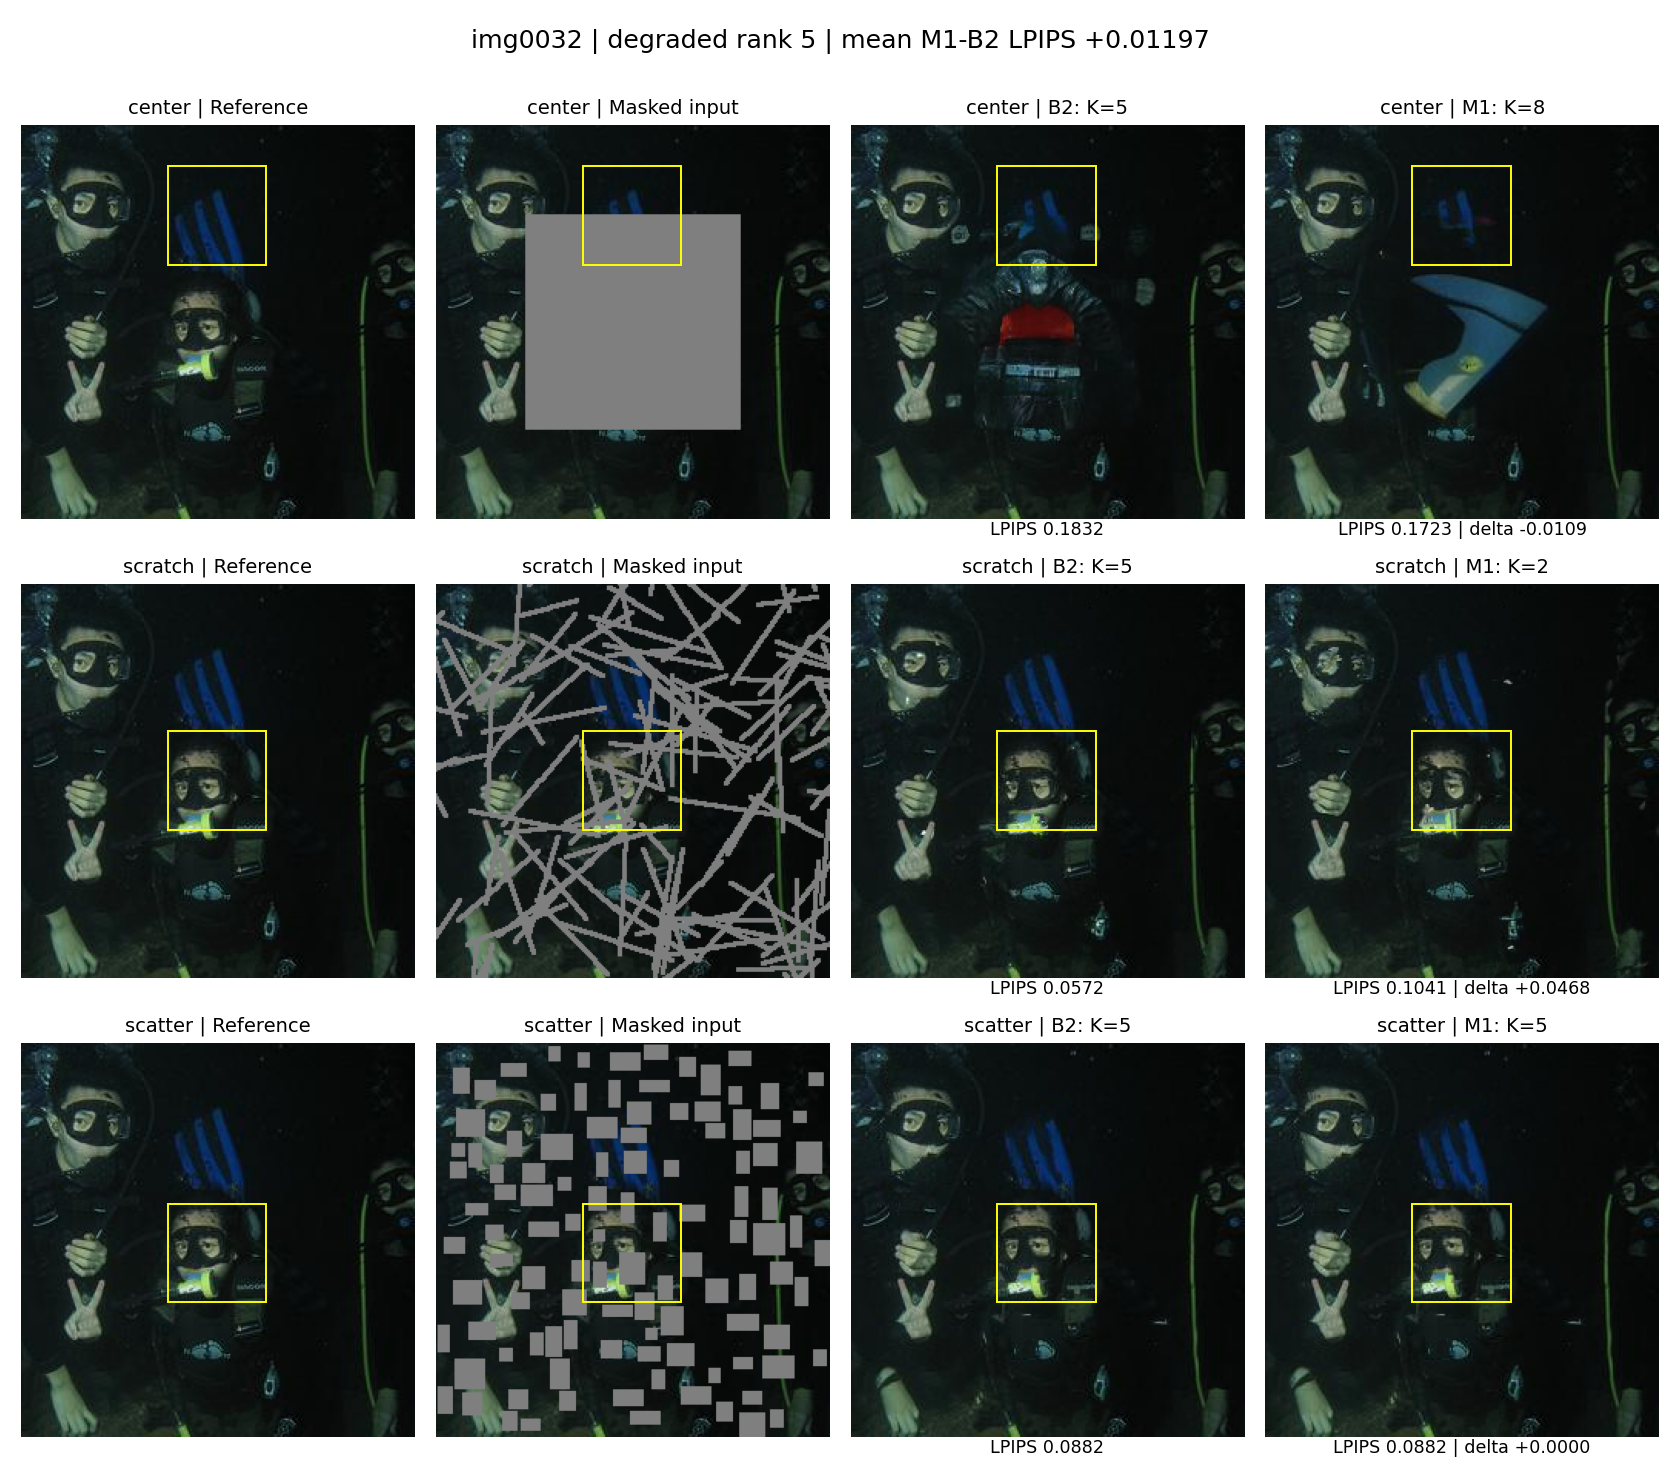 img0032 | degraded rank 5 | mean M1-B2 LPIPS +0.01197
center | Reference
center | Masked input
center | B2: K=5
center | M1: K=8
LPIPS 0.1832
LPIPS 0.1723 | delta -0.0109
scratch | Reference
scratch | Masked input
scratch | B2: K=5
scratch | M1: K=2
LPIPS 0.0572
LPIPS 0.1041 | delta +0.0468
scatter | Reference
scatter | Masked input
scatter | B2: K=5
scatter | M1: K=5
LPIPS 0.0882
LPIPS 0.0882 | delta +0.0000